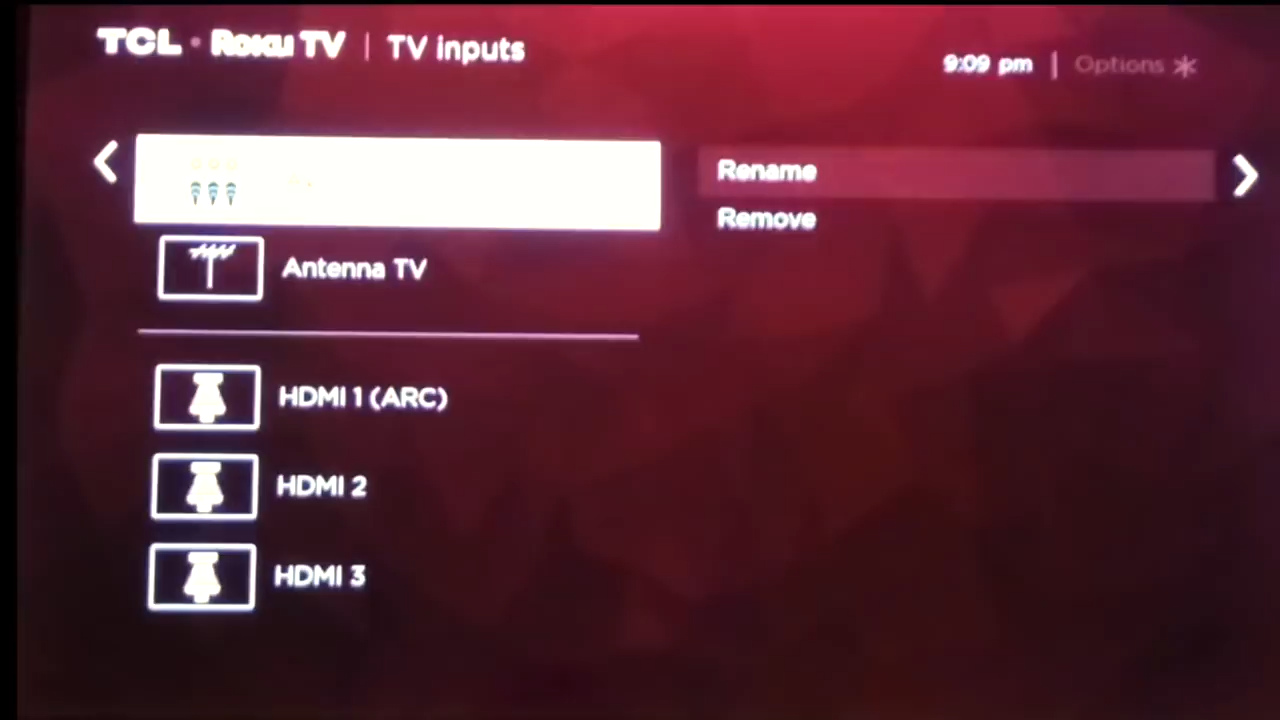 TCL • Roku TV | TV inputs
9:09 pm | Options
Rename
Remove
Antenna TV
HDMI 1 (ARC)
HDMI 2
HDMI 3